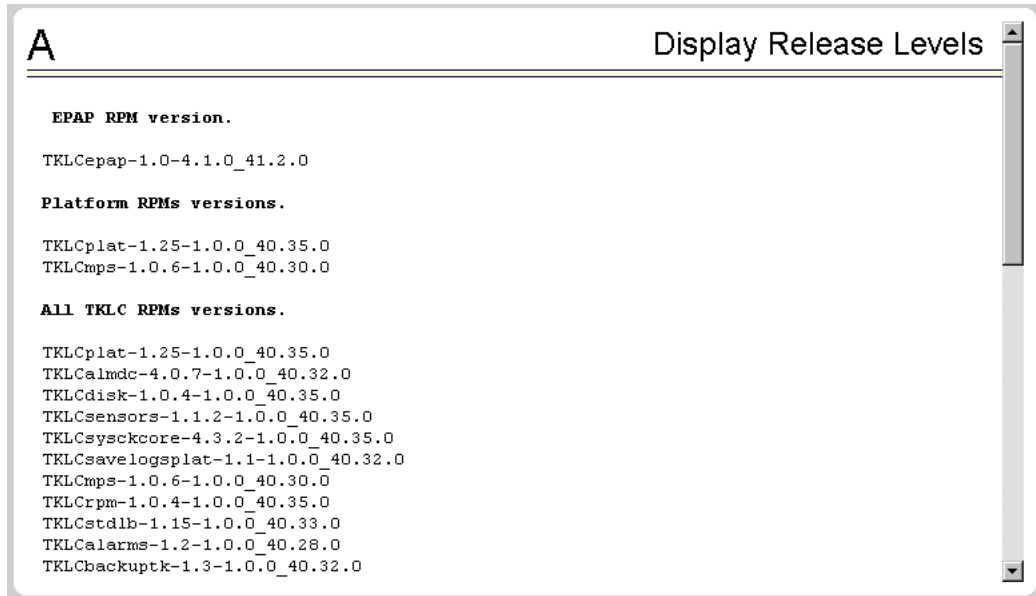 A
Display Release Levels
EPAP RPM version.
TKLCepap-1.0-4.1.0_41.2.0
Platform RPMs versions.
TKLCplat-1.25-1.0.0_40.35.0
TKLCmps-1.0.6-1.0.0_40.30.0
All TKLC RPMs versions.
TKLCplat-1.25-1.0.0_40.35.0
TKLCalmdc-4.0.7-1.0.0_40.32.0
TKLCdisk-1.0.4-1.0.0_40.35.0
TKLCsensors-1.1.2-1.0.0_40.35.0
TKLCsysckcore-4.3.2-1.0.0_40.35.0
TKLCsavelogsplat-1.1-1.0.0_40.32.0
TKLCmps-1.0.6-1.0.0_40.30.0
TKLCrpm-1.0.4-1.0.0_40.35.0
TKLCstdlb-1.15-1.0.0_40.33.0
TKLCalarms-1.2-1.0.0_40.28.0
TKLCbackuptk-1.3-1.0.0_40.32.0